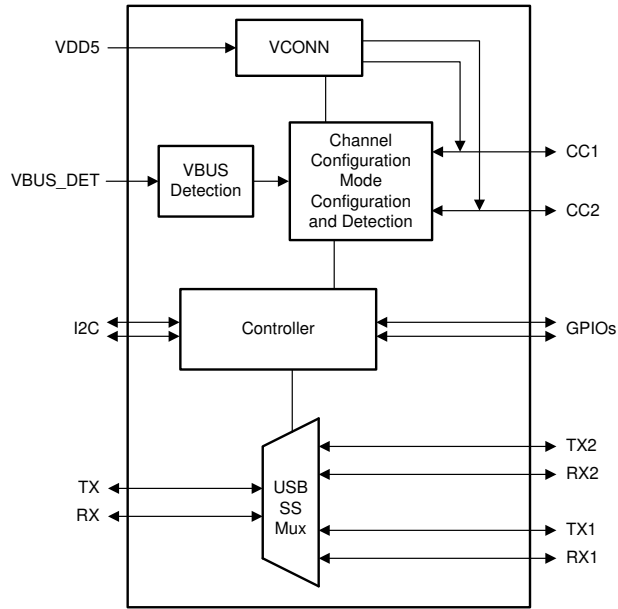 VDD5
VCONN
VBUS_DET
VBUS
Detection
Channel
Configuration
Mode
Configuration
and Detection
CC1
CC2
I2C
Controller
GPIOs
TX
RX
USB
SS
Mux
TX2
RX2
TX1
RX1